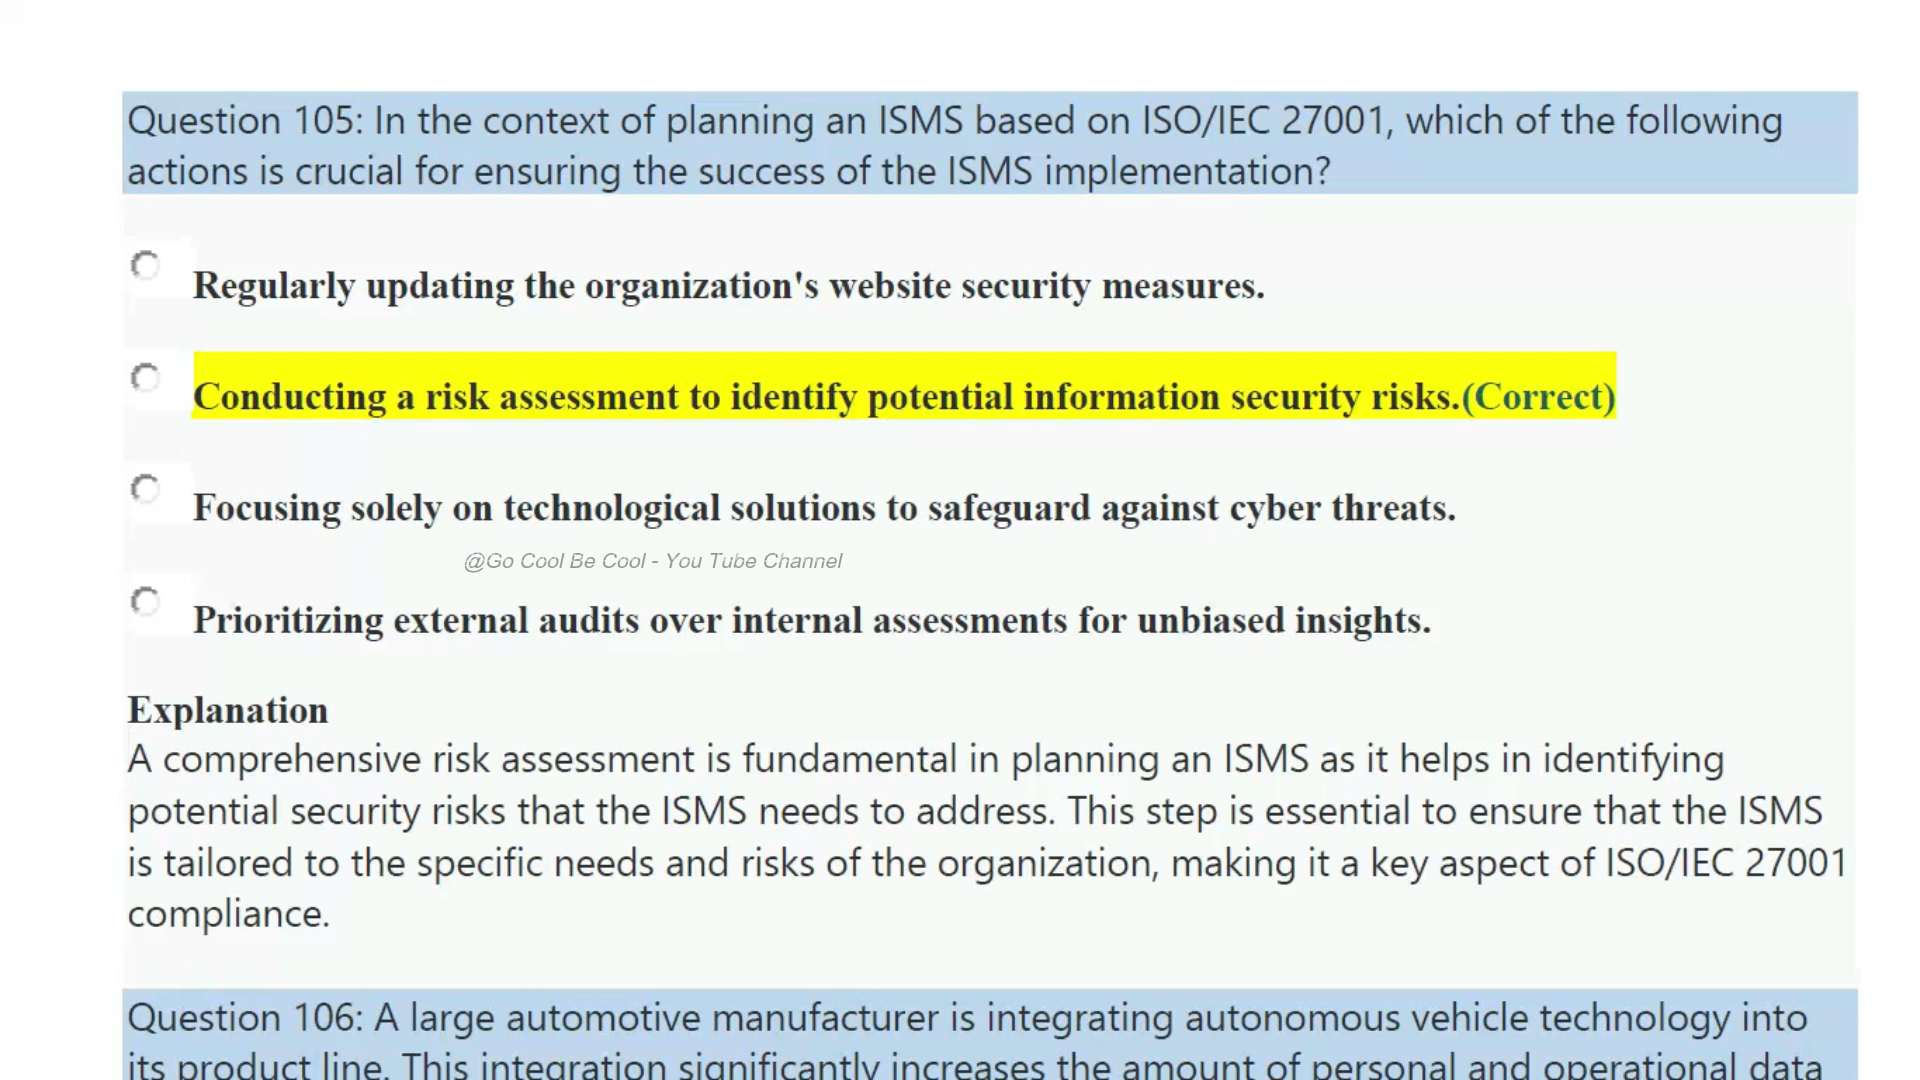 Question 105: In the context of planning an ISMS based on ISO/IEC 27001, which of the following
actions is crucial for ensuring the success of the ISMS implementation?
Regularly updating the organization's website security measures.
Conducting a risk assessment to identify potential information security risks.(Correct)
Focusing solely on technological solutions to safeguard against cyber threats.
@Go Cool Be Cool - You Tube Channel
Prioritizing external audits over internal assessments for unbiased insights.
Explanation
A comprehensive risk assessment is fundamental in planning an ISMS as it helps in identifying
potential security risks that the ISMS needs to address. This step is essential to ensure that the ISMS
is tailored to the specific needs and risks of the organization, making it a key aspect of ISO/IEC 27001
compliance.
Question 106: A large automotive manufacturer is integrating autonomous vehicle technology into
its product line. This integration significantly increases the amount of personal and operational data